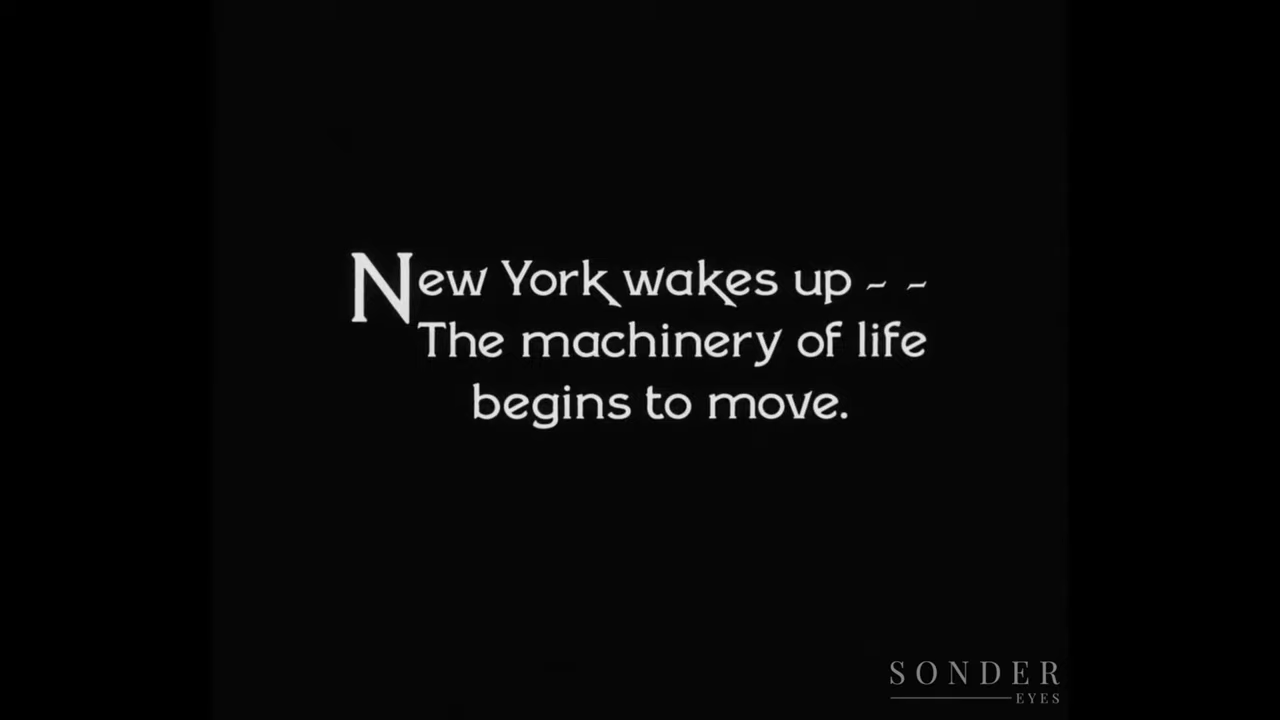 New York wakes up - -
The machinery of life
begins to move.
SONDER
EYES